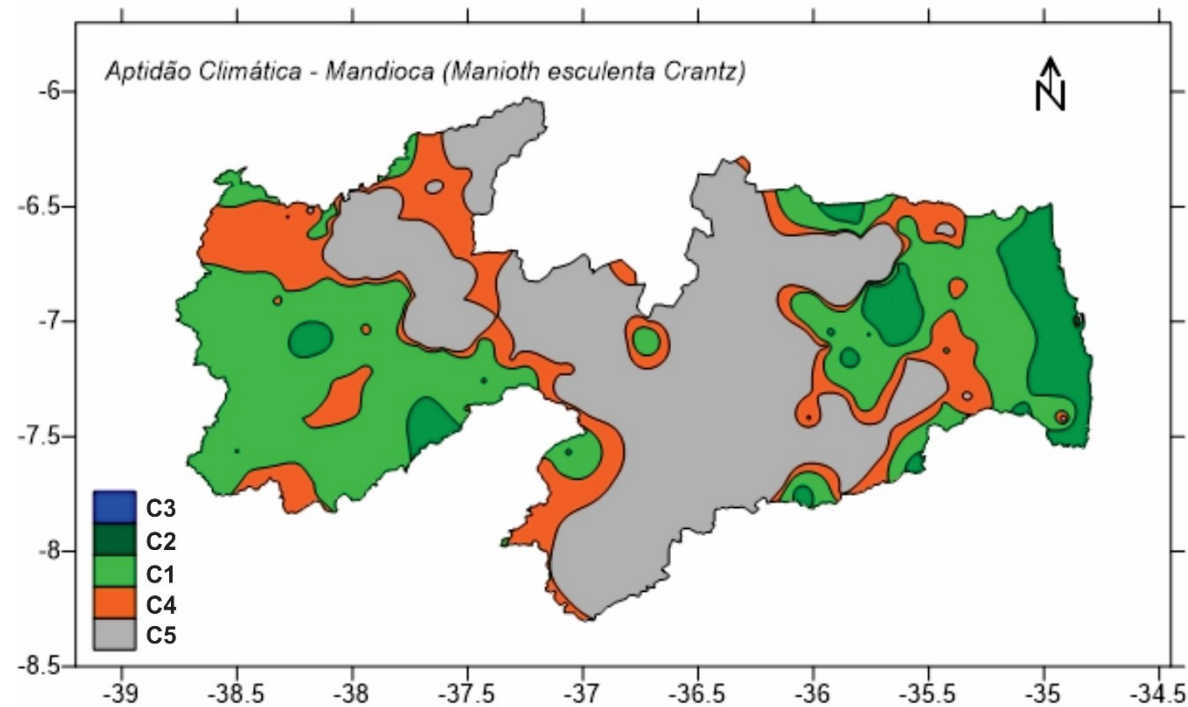 Aptidão Climática - Mandioca (Manioth esculenta Crantz)
N
-6
-6.5
-7
-7.5
-8
-8.5
C3
C2
C1
C4
C5
-39 -38.5 -38 -37.5 -37 -36.5 -36 -35.5 -35 -34.5